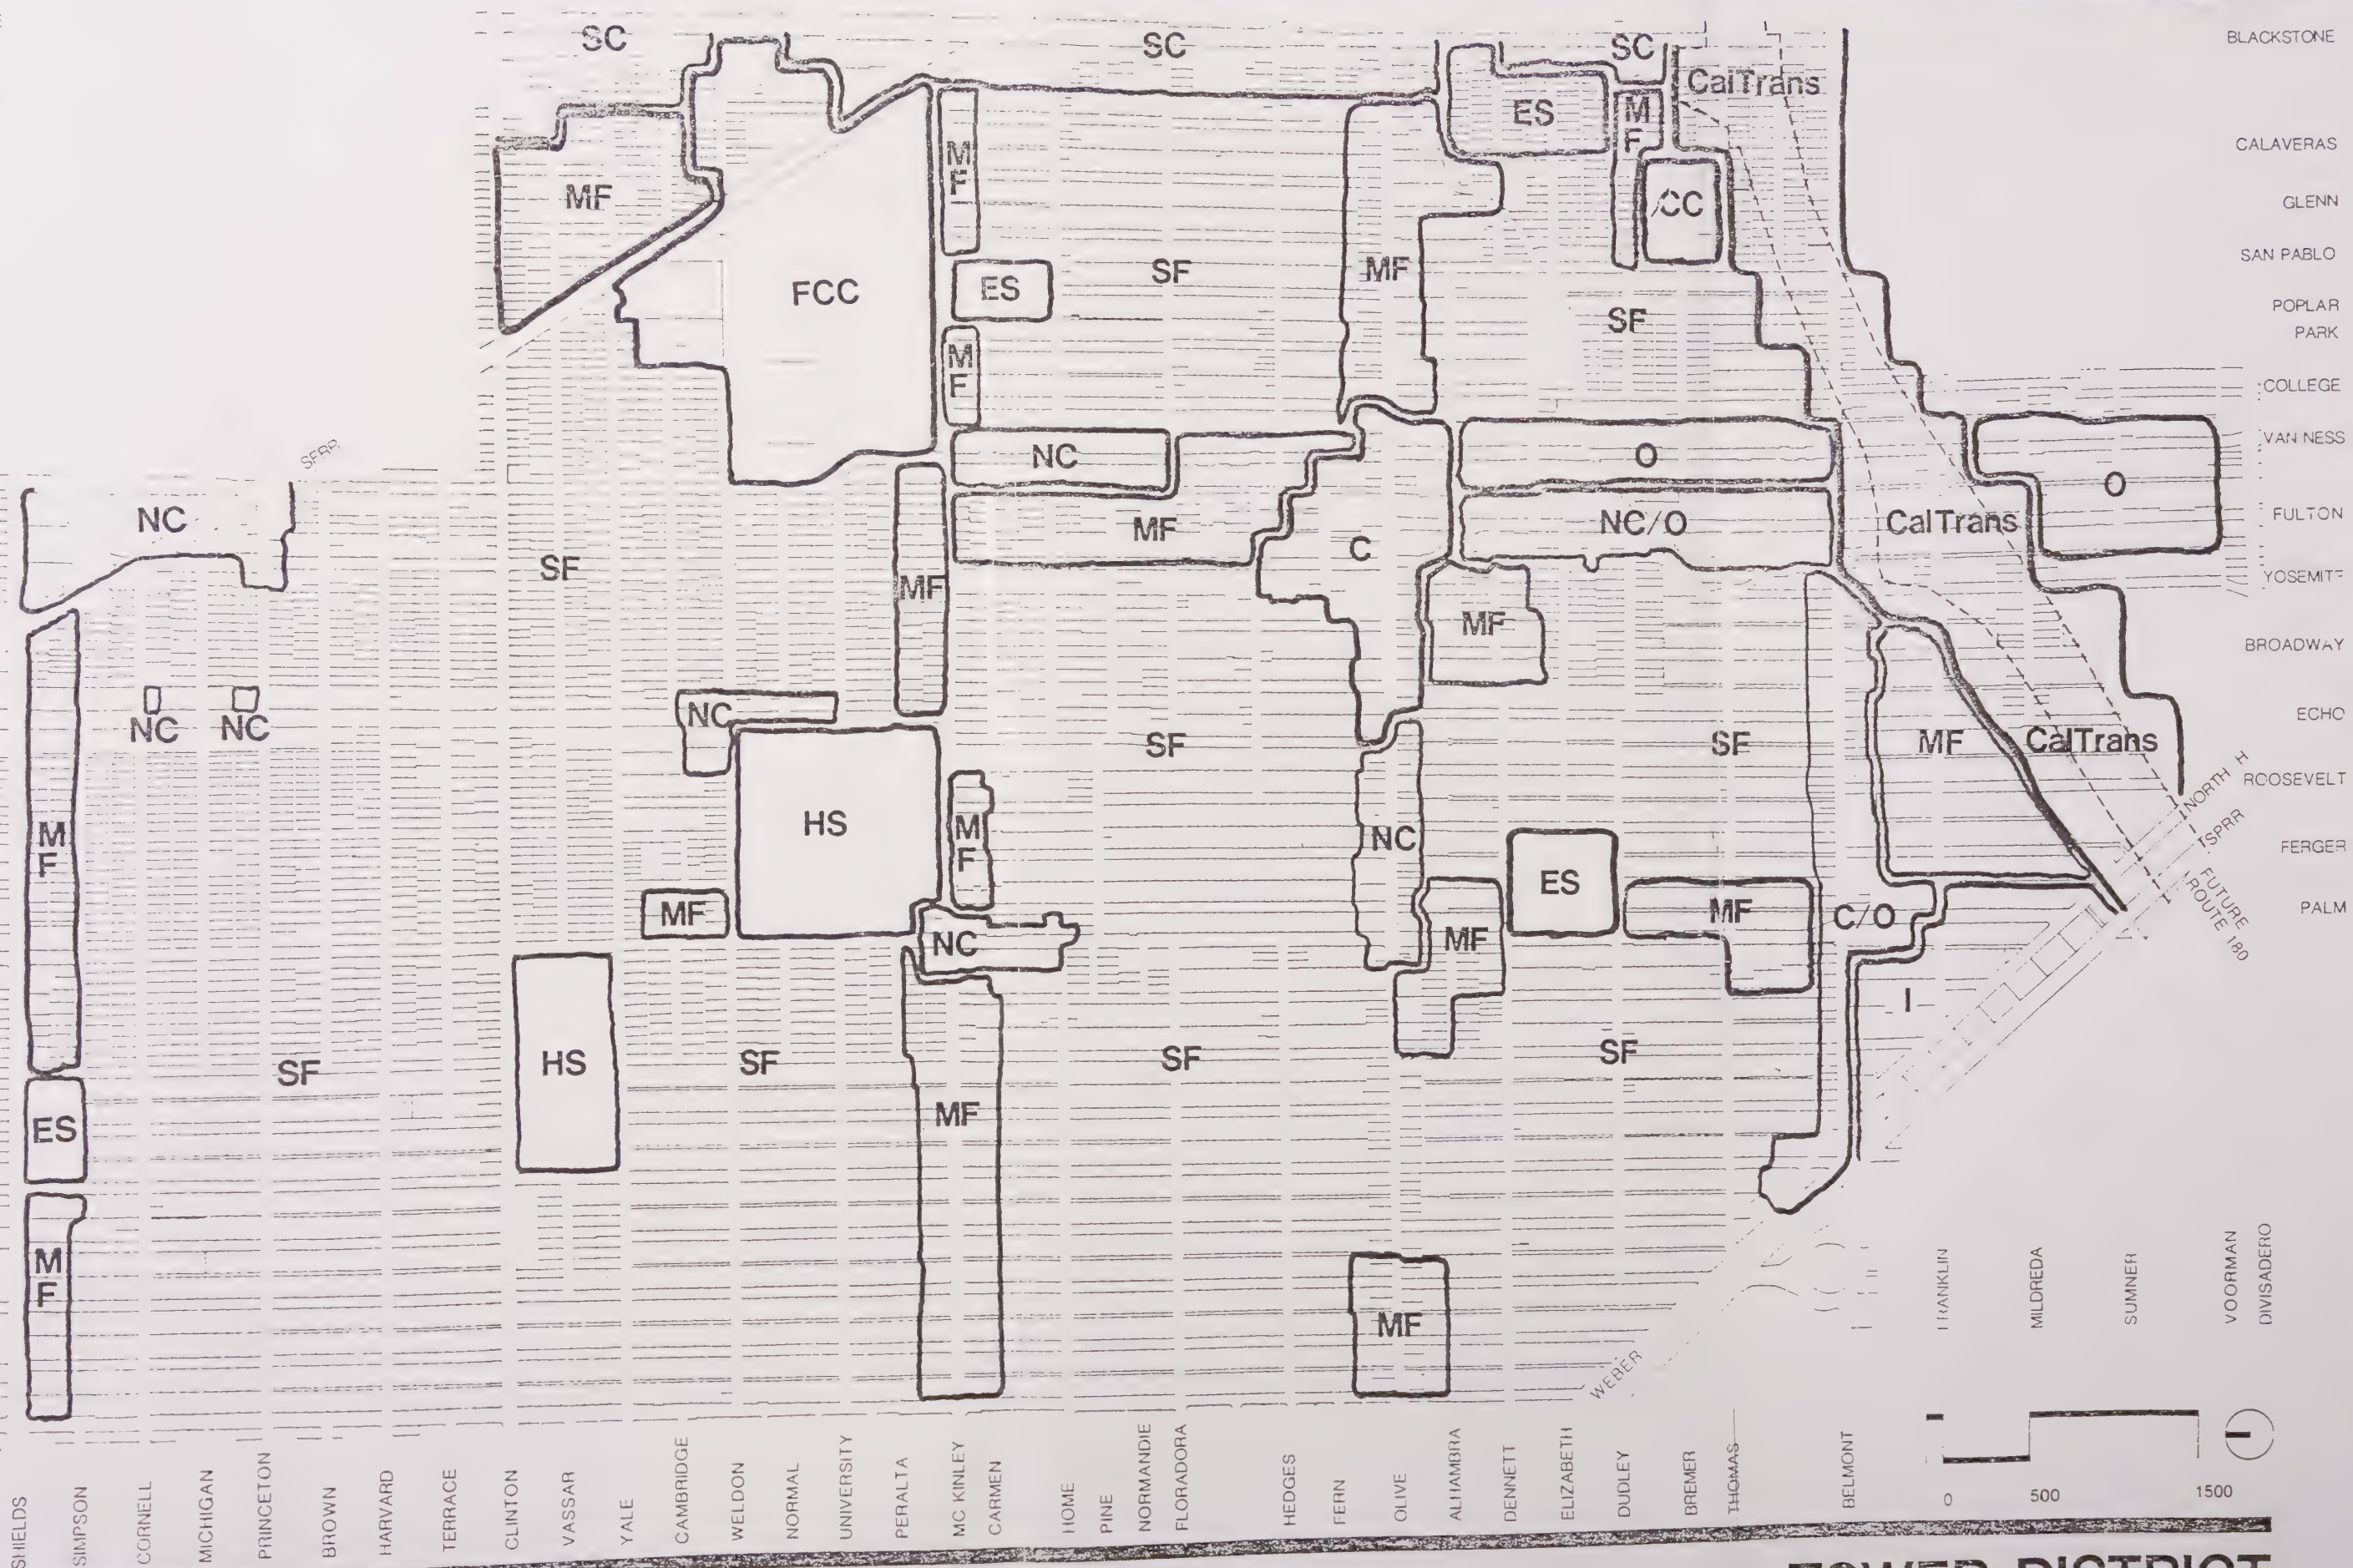 SC
SC
SC
BLACKSTONE
CalTrans
ES
M
F
CALAVERAS
M
F
MF
CC
GLENN
SAN PABLO
SF
MF
ES
FCC
POPLAR
SF
PARK
M
F
COLLEGE
VAN NESS
SFRR
NC
O
O
NC
MF
NC/O
CalTrans
FULTON
C
SF
YOSEMITE
MF
MF
BROADWAY
NC
NC
NC
ECHO
SF
SF
MF
CalTrans
NORTH H
ROOSEVELT
HS
M
F
NC
SPRR
M
F
FERGER
ES
FUTURE
ROUTE 180
MF
MF
C/O
PALM
NC
MF
I
SF
HS
SF
SF
SF
MF
ES
M
F
MF
FRANKLIN
MILDREDA
SUMNER
VOORMAN
DIVISADERO
WEBER
SHIELDS
SIMPSON
CORNELL
MICHIGAN
PRINCETON
BROWN
HARVARD
TERRACE
CLINTON
VASSAR
YALE
CAMBRIDGE
WELDON
NORMAL
UNIVERSITY
PERALTA
MC KINLEY
CARMEN
HOME
PINE
NORMANDIE
FLORADORA
HEDGES
FERN
OLIVE
ALHAMBRA
DENNETT
ELIZABETH
DUDLEY
BREMER
THOMAS
BELMONT
0 500 1500
TOWER DISTRICT